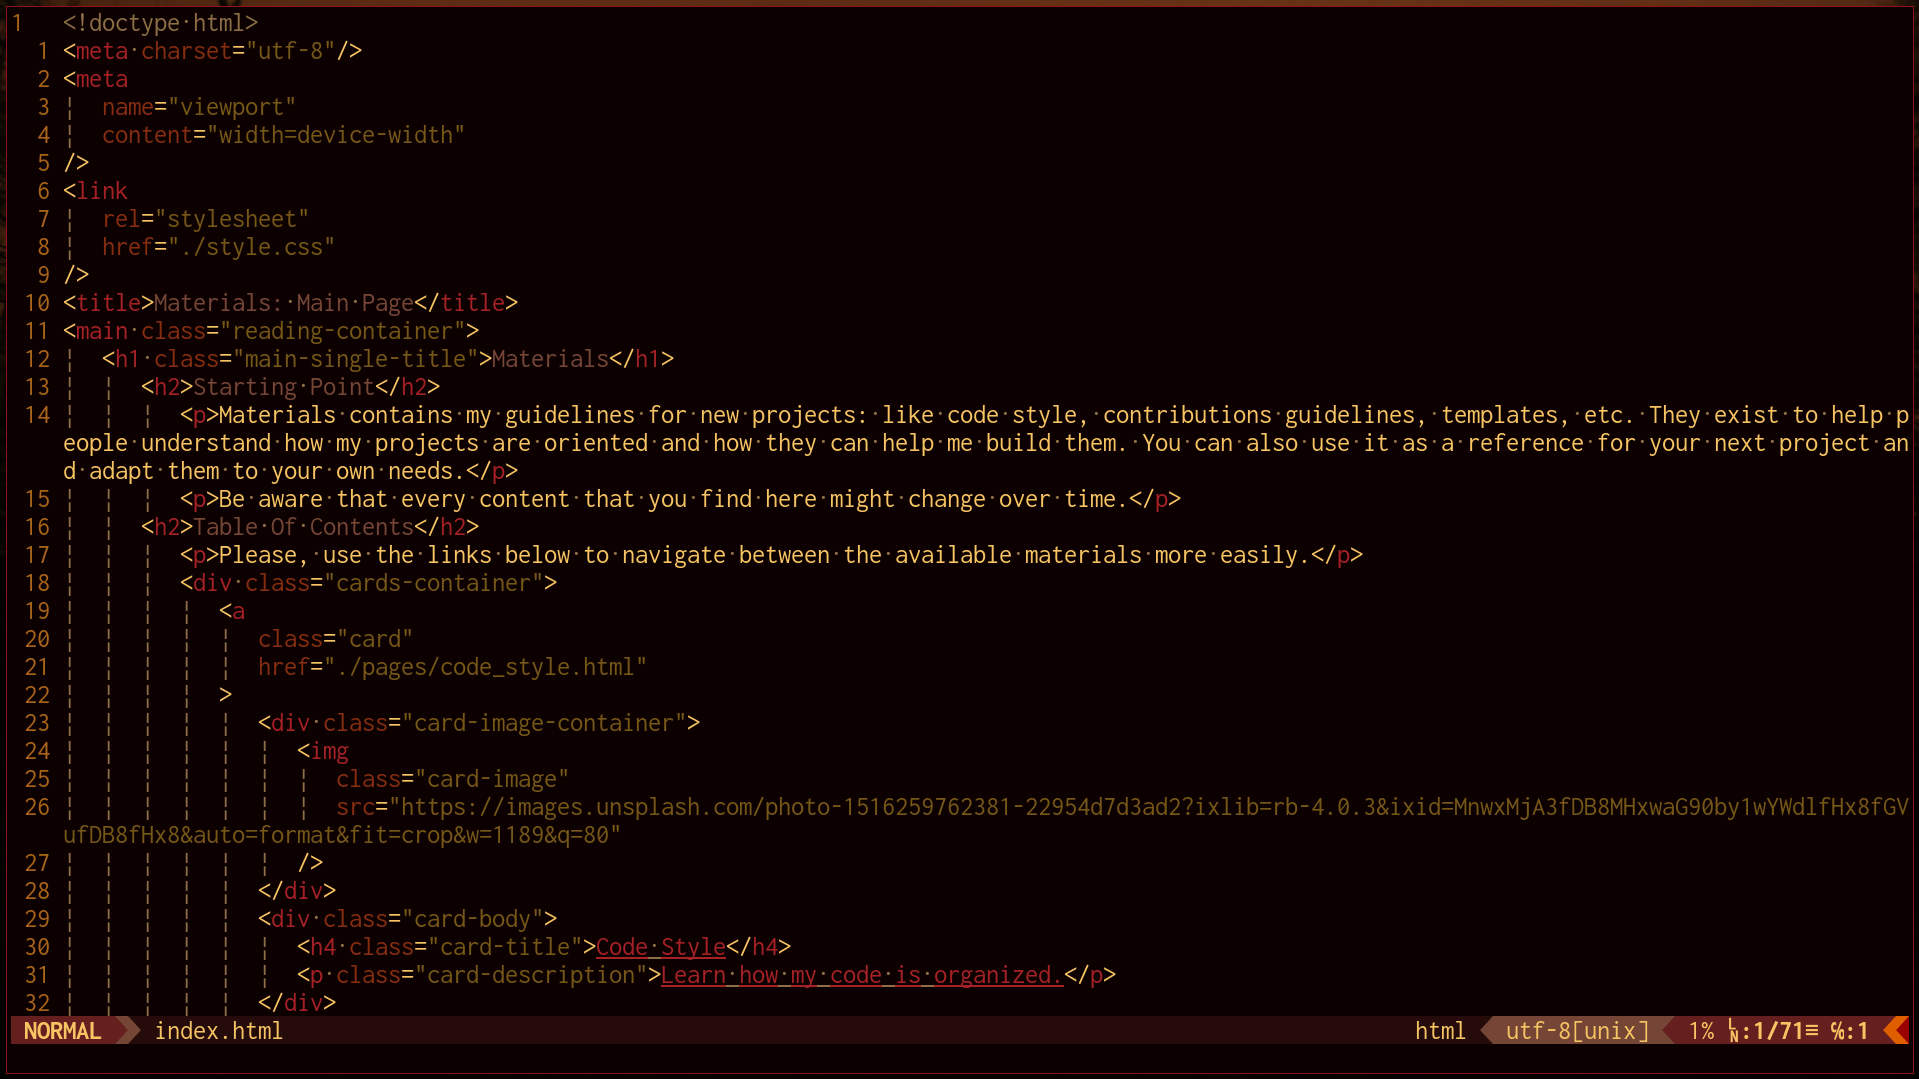 1   <!doctype·html>
  1 <meta·charset="utf-8"/>
  2 <meta
  3 ¦  name="viewport"
  4 ¦  content="width=device-width"
  5 />
  6 <link
  7 ¦  rel="stylesheet"
  8 ¦  href="./style.css"
  9 />
 10 <title>Materials:·Main·Page</title>
 11 <main·class="reading-container">
 12 ¦  <h1·class="main-single-title">Materials</h1>
 13 ¦  ¦  <h2>Starting·Point</h2>
 14 ¦  ¦  ¦  <p>Materials·contains·my·guidelines·for·new·projects:·like·code·style,·contributions·guidelines,·templates,·etc.·They·exist·to·help·p
eople·understand·how·my·projects·are·oriented·and·how·they·can·help·me·build·them.·You·can·also·use·it·as·a·reference·for·your·next·project·an
d·adapt·them·to·your·own·needs.</p>
 15 ¦  ¦  ¦  <p>Be·aware·that·every·content·that·you·find·here·might·change·over·time.</p>
 16 ¦  ¦  <h2>Table·Of·Contents</h2>
 17 ¦  ¦  ¦  <p>Please,·use·the·links·below·to·navigate·between·the·available·materials·more·easily.</p>
 18 ¦  ¦  ¦  <div·class="cards-container">
 19 ¦  ¦  ¦  ¦  <a
 20 ¦  ¦  ¦  ¦  ¦  class="card"
 21 ¦  ¦  ¦  ¦  ¦  href="./pages/code_style.html"
 22 ¦  ¦  ¦  ¦  >
 23 ¦  ¦  ¦  ¦  ¦  <div·class="card-image-container">
 24 ¦  ¦  ¦  ¦  ¦  ¦  <img
 25 ¦  ¦  ¦  ¦  ¦  ¦  ¦  class="card-image"
 26 ¦  ¦  ¦  ¦  ¦  ¦  ¦  src="https://images.unsplash.com/photo-1516259762381-22954d7d3ad2?ixlib=rb-4.0.3&ixid=MnwxMjA3fDB8MHxwaG90by1wYWdlfHx8fGV
ufDB8fHx8&auto=format&fit=crop&w=1189&q=80"
 27 ¦  ¦  ¦  ¦  ¦  ¦  />
 28 ¦  ¦  ¦  ¦  ¦  </div>
 29 ¦  ¦  ¦  ¦  ¦  <div·class="card-body">
 30 ¦  ¦  ¦  ¦  ¦  ¦  <h4·class="card-title">Code·Style</h4>
 31 ¦  ¦  ¦  ¦  ¦  ¦  <p·class="card-description">Learn·how·my·code·is·organized.</p>
 32 ¦  ¦  ¦  ¦  ¦  </div>
NORMAL index.html html utf-8[unix] 1% ㏑:1/71≡ ℅:1